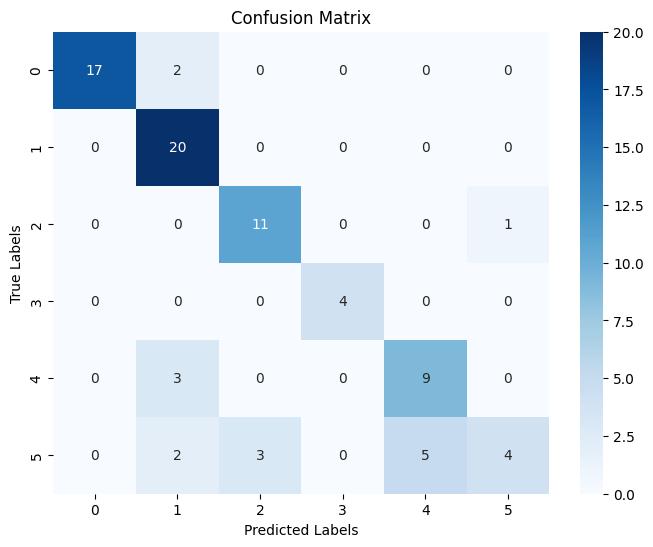 Confusion Matrix
True Labels
0 17 2 0 0 0 0
1 0 20 0 0 0 0
2 0 0 11 0 0 1
3 0 0 0 4 0 0
4 0 3 0 0 9 0
5 0 2 3 0 5 4
0 1 2 3 4 5
Predicted Labels
20.0
17.5
15.0
12.5
10.0
7.5
5.0
2.5
0.0